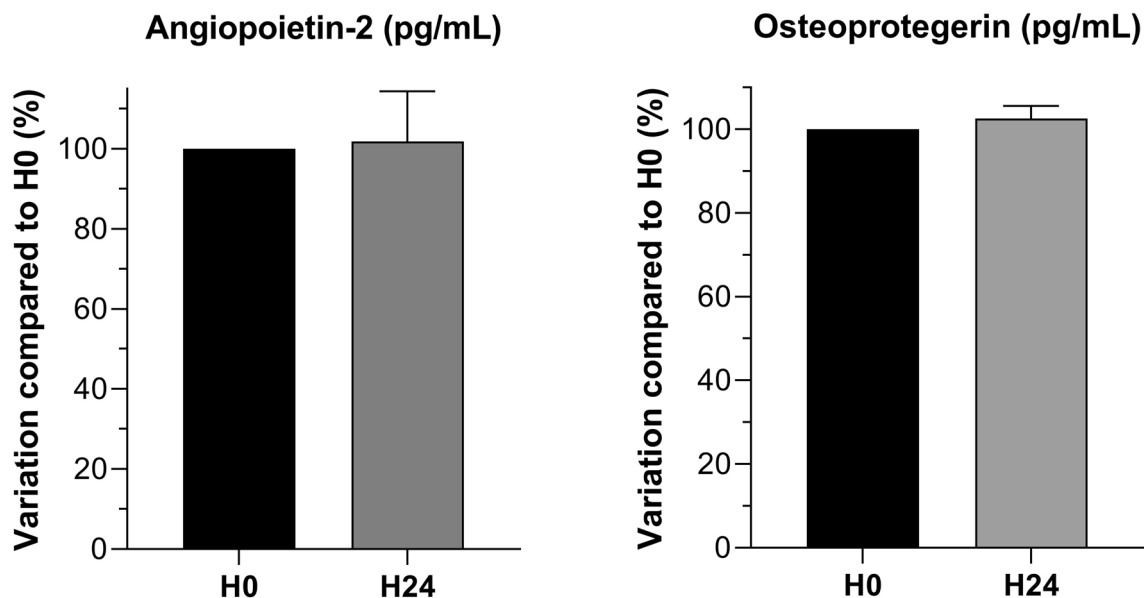 Angiopoietin-2 (pg/mL)
Variation compared to H0 (%)
100
80
60
40
20
0
H0 H24
Osteoprotegerin (pg/mL)
Variation compared to H0 (%)
100
80
60
40
20
0
H0 H24